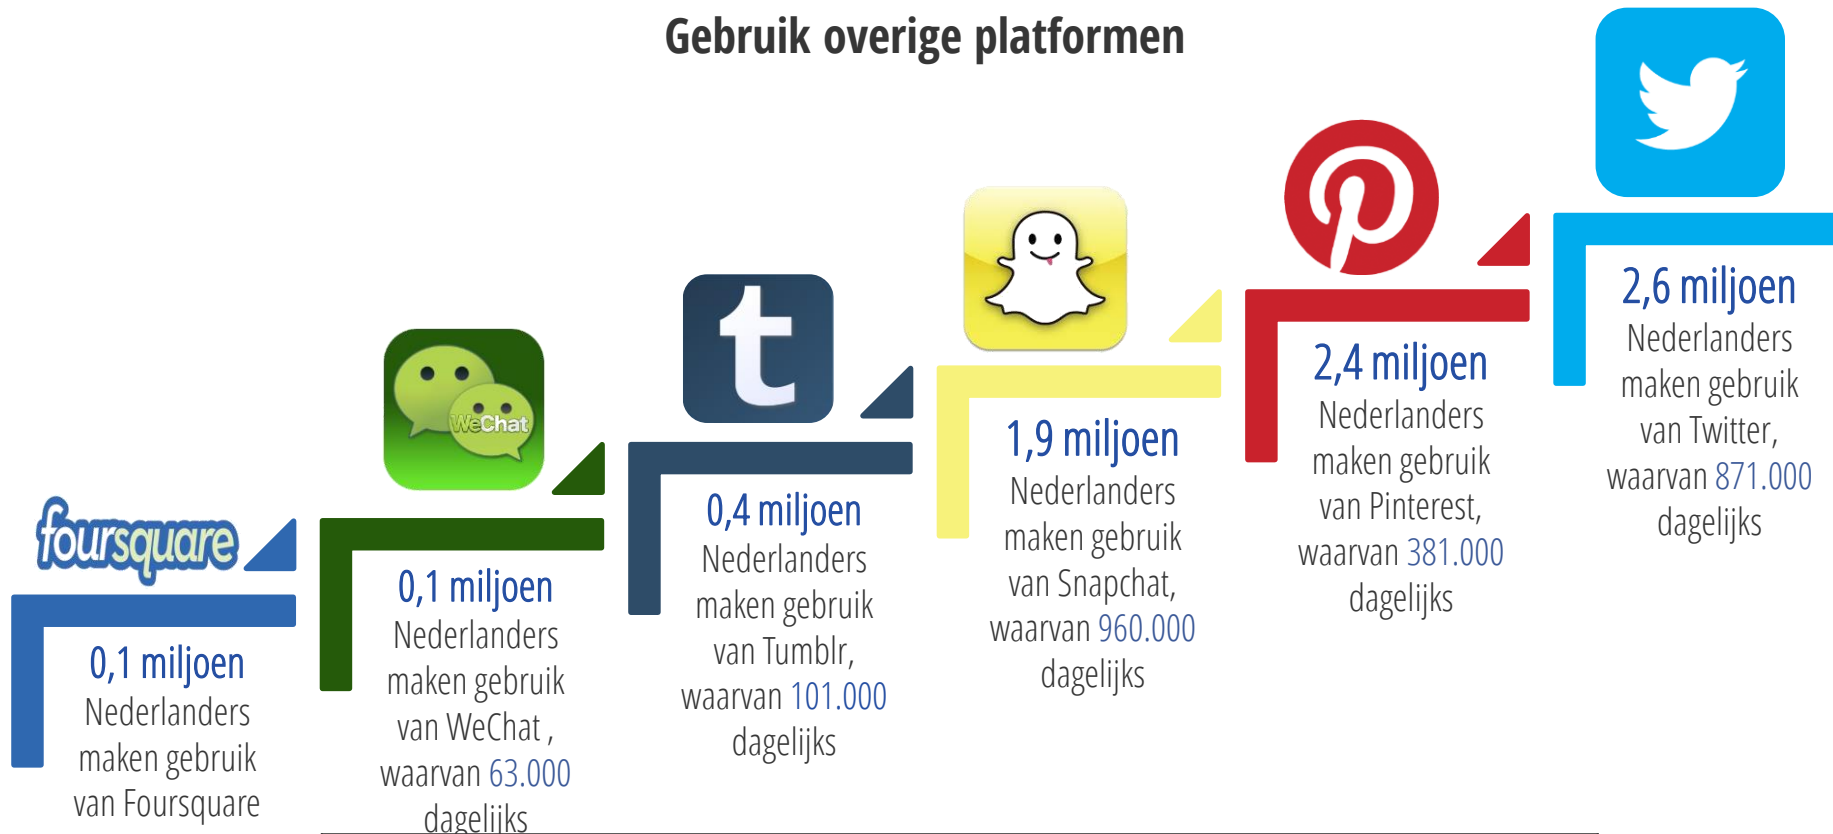 Gebruik overige platformen
foursquare
0,1 miljoen
Nederlanders
maken gebruik
van Foursquare
WeChat
0,1 miljoen
Nederlanders
maken gebruik
van WeChat ,
waarvan 63.000
dagelijks
t
0,4 miljoen
Nederlanders
maken gebruik
van Tumblr,
waarvan 101.000
dagelijks
1,9 miljoen
Nederlanders
maken gebruik
van Snapchat,
waarvan 960.000
dagelijks
2,4 miljoen
Nederlanders
maken gebruik
van Pinterest,
waarvan 381.000
dagelijks
2,6 miljoen
Nederlanders
maken gebruik
van Twitter,
waarvan 871.000
dagelijks